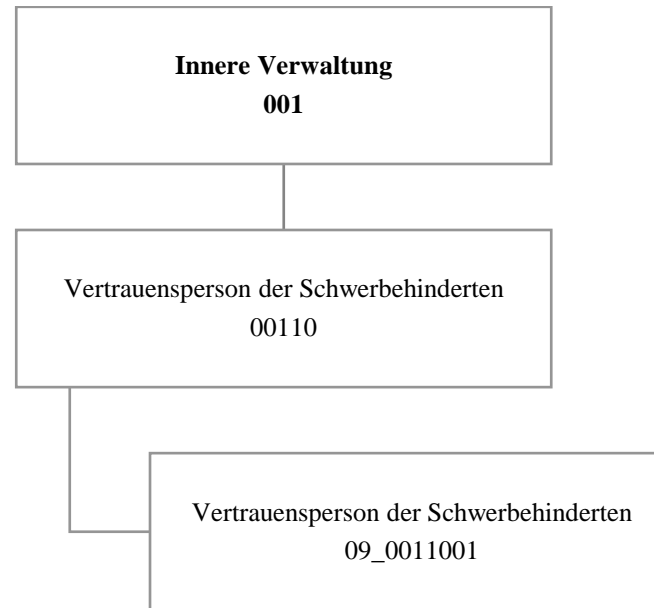 Innere Verwaltung
001
Vertrauensperson der Schwerbehinderten
00110
Vertrauensperson der Schwerbehinderten
09_0011001